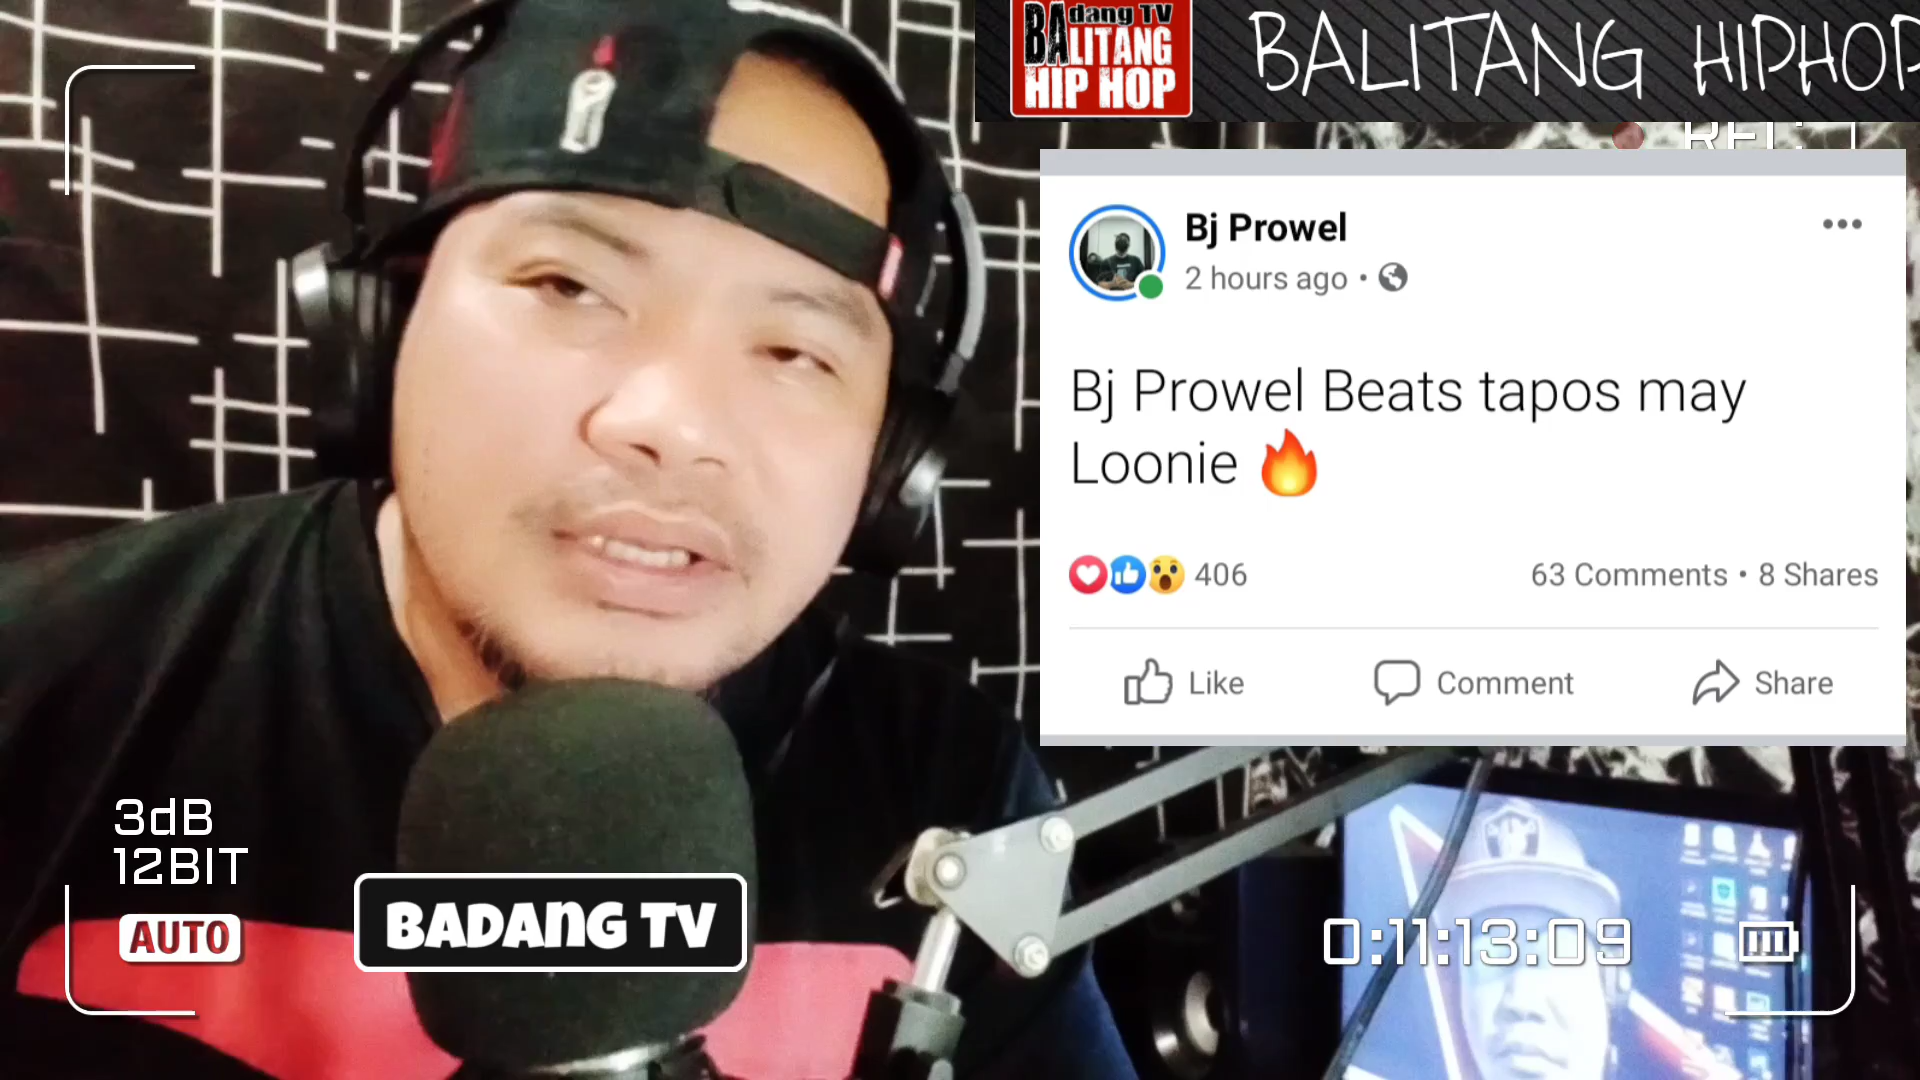 BAdang TV
BALITANG
HIP HOP
BALITANG HIPHOP
REC
Bj Prowel
2 hours ago •
Bj Prowel Beats tapos may
Loonie 🔥
406
63 Comments • 8 Shares
Like
Comment
Share
3dB
12BIT
AUTO
BADANG TV
0:11:13:09